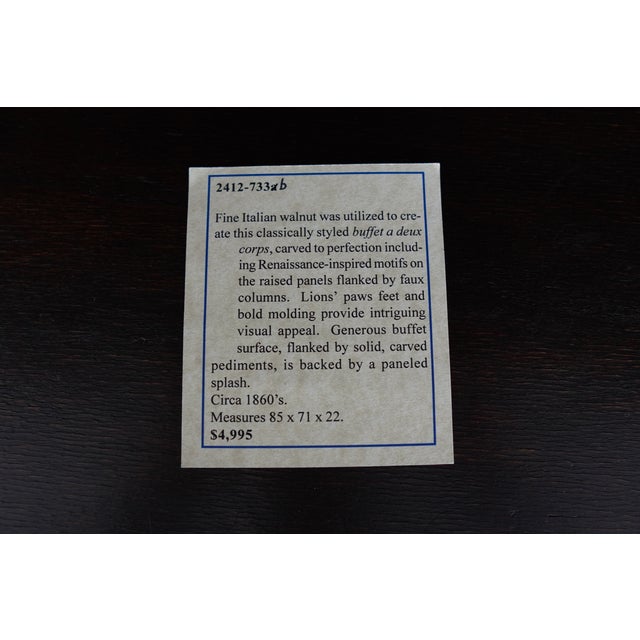 2412-733ab
Fine Italian walnut was utilized to cre-
ate this classically styled buffet a deux
corps, carved to perfection includ-
ing Renaissance-inspired motifs on
the raised panels flanked by faux
columns. Lions' paws feet and
bold molding provide intriguing
visual appeal. Generous buffet
surface, flanked by solid, carved
pediments, is backed by a paneled
splash.
Circa 1860's.
Measures 85 x 71 x 22.
$4,995